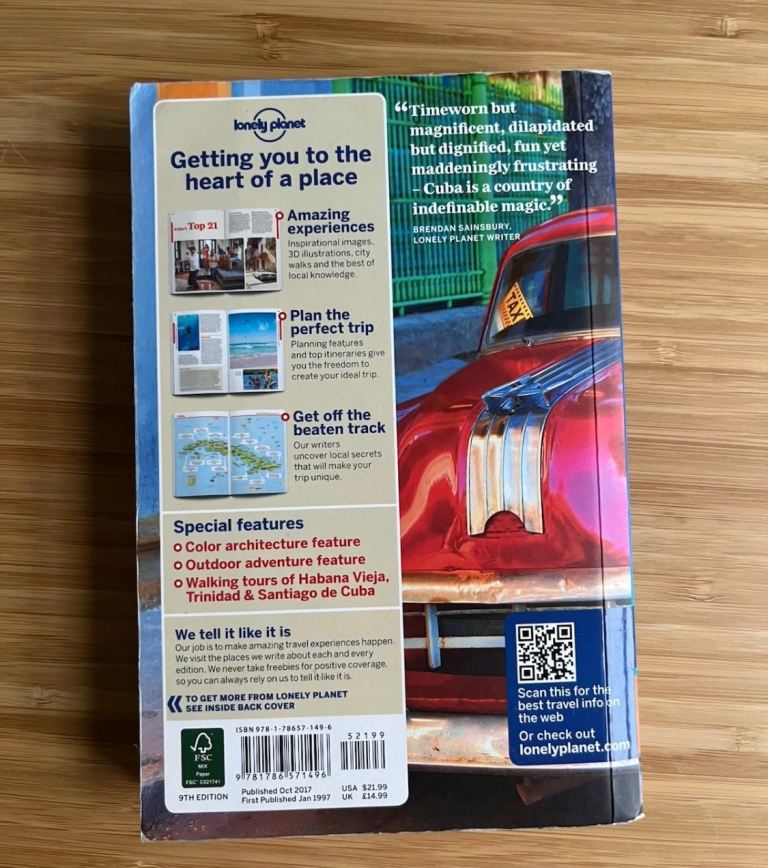 lonely planet
Getting you to the
heart of a place
Cuba's Top 21
Amazing
experiences
Inspirational images,
3D illustrations, city
walks and the best of
local knowledge.
Plan the
perfect trip
Planning features
and top itineraries give
you the freedom to
create your ideal trip.
Get off the
beaten track
Our writers
uncover local secrets
that will make your
trip unique.
Special features
Color architecture feature
Outdoor adventure feature
Walking tours of Habana Vieja,
Trinidad & Santiago de Cuba
We tell it like it is
Our job is to make amazing travel experiences happen.
We visit the places we write about each and every
edition. We never take freebies for positive coverage,
so you can always rely on us to tell it like it is.
TO GET MORE FROM LONELY PLANET
SEE INSIDE BACK COVER
FSC
MIX
Paper
FSC™ C021741
9TH EDITION
ISBN 978-1-78657-149-6
52199
9 781786 571496
Published Oct 2017
First Published Jan 1997
USA $21.99
UK £14.99
“Timeworn but
magnificent, dilapidated
but dignified, fun yet
maddeningly frustrating
– Cuba is a country of
indefinable magic.”
BRENDAN SAINSBURY,
LONELY PLANET WRITER
TAXI
Scan this for the
best travel info on
the web
Or check out
lonelyplanet.com